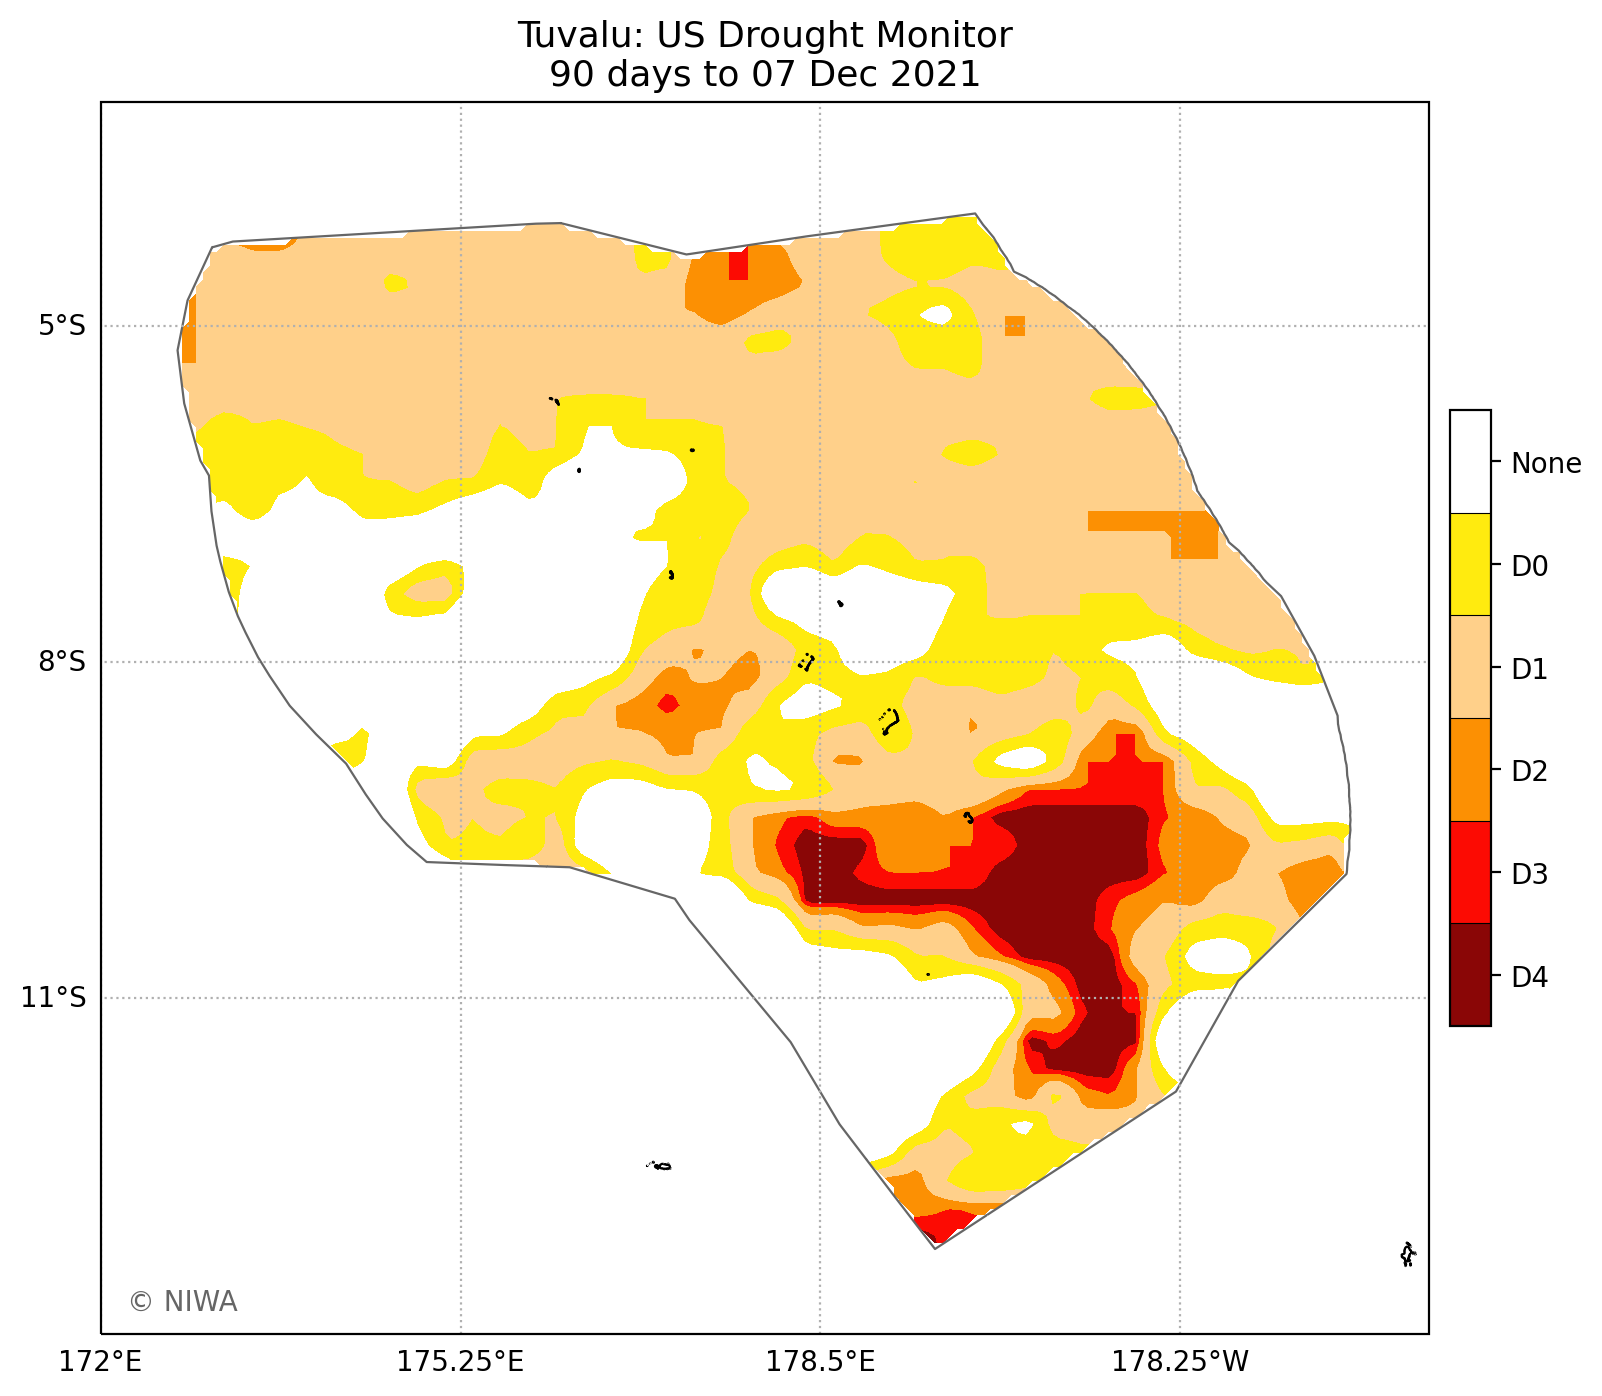 Tuvalu: US Drought Monitor
90 days to 07 Dec 2021
5°S
8°S
11°S
172°E
175.25°E
178.5°E
178.25°W
None
D0
D1
D2
D3
D4
© NIWA